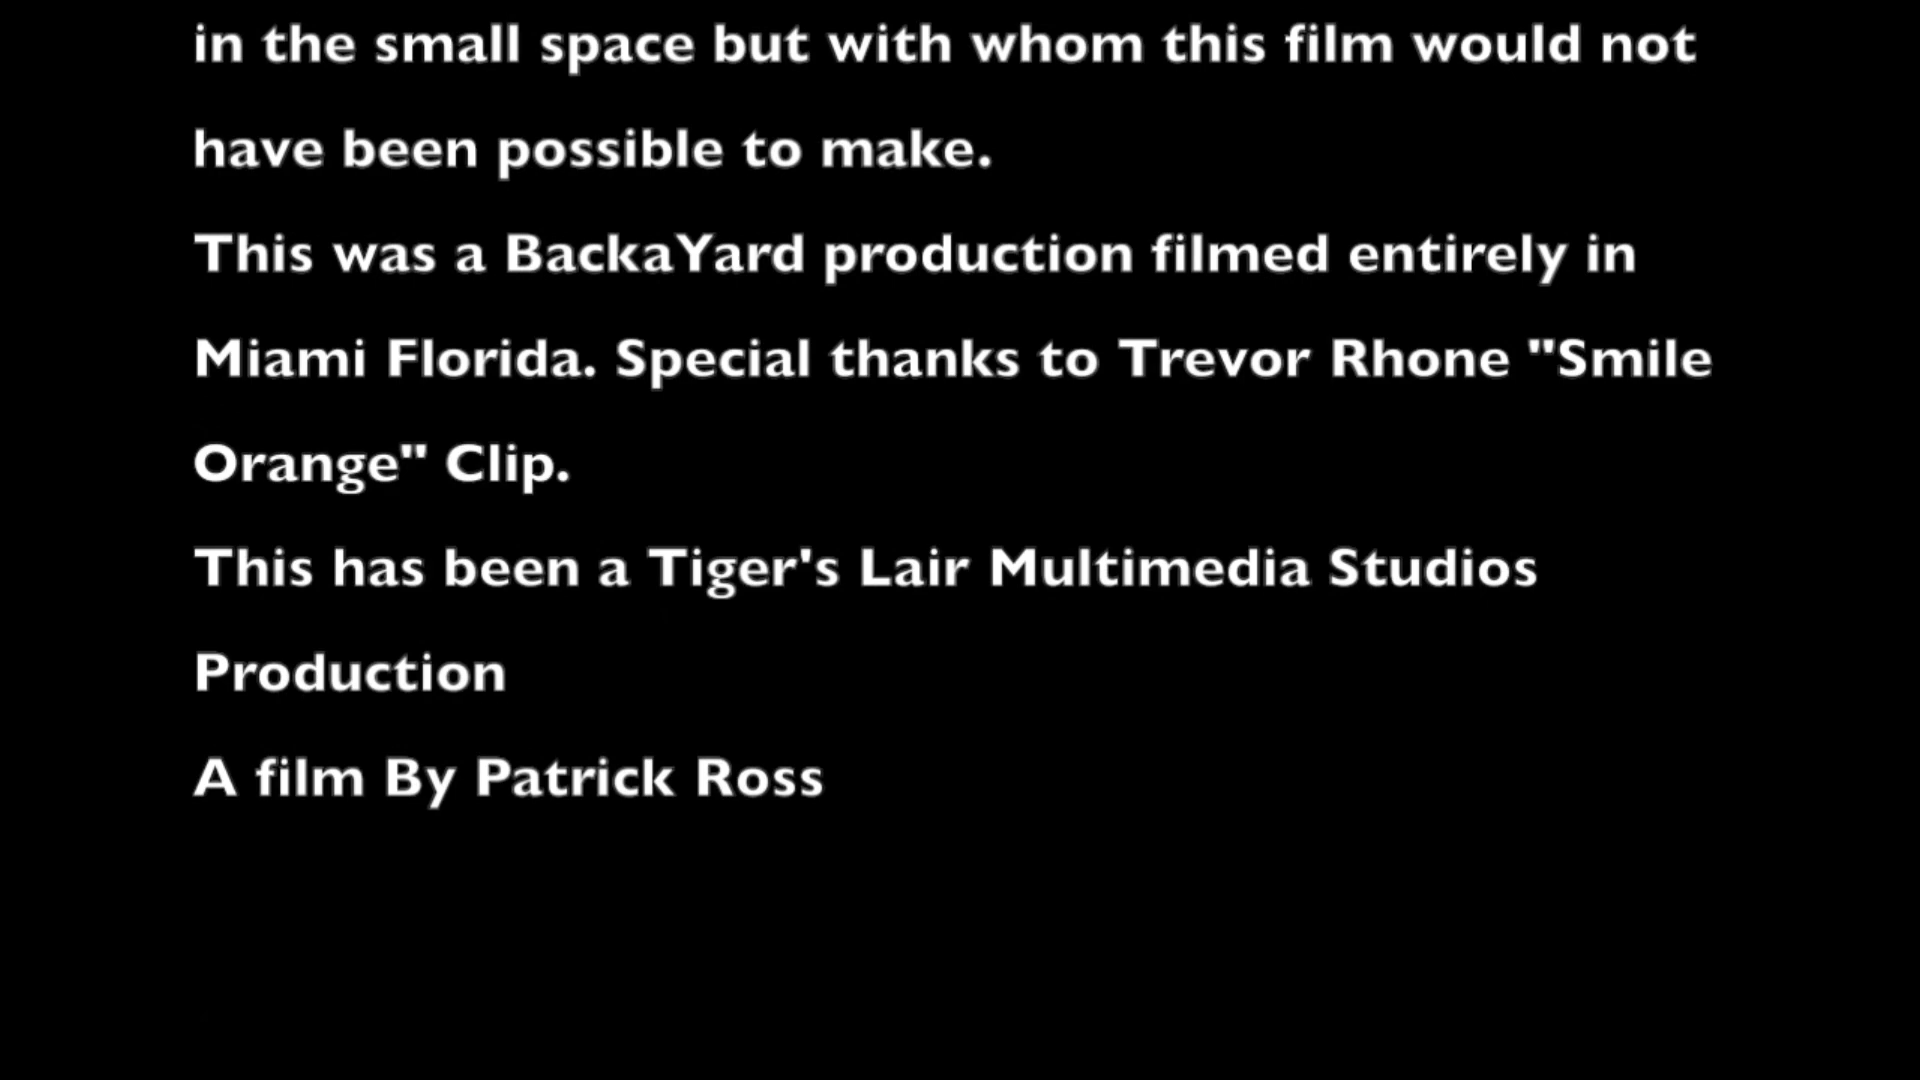 in the small space but with whom this film would not
have been possible to make.
This was a BackaYard production filmed entirely in
Miami Florida. Special thanks to Trevor Rhone "Smile
Orange" Clip.
This has been a Tiger's Lair Multimedia Studios
Production
A film By Patrick Ross